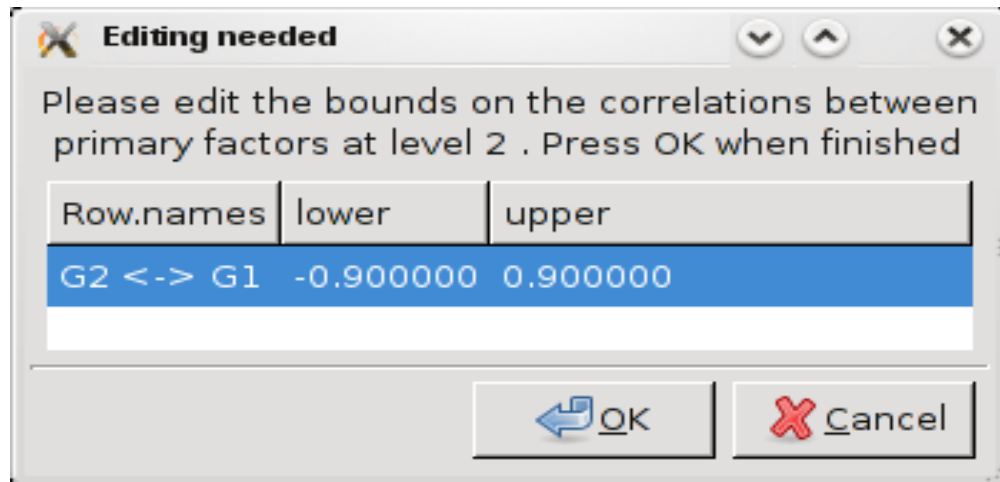 Editing needed
Please edit the bounds on the correlations between
primary factors at level 2 . Press OK when finished
Row.names lower upper
G2 <-> G1 -0.900000 0.900000
OK Cancel